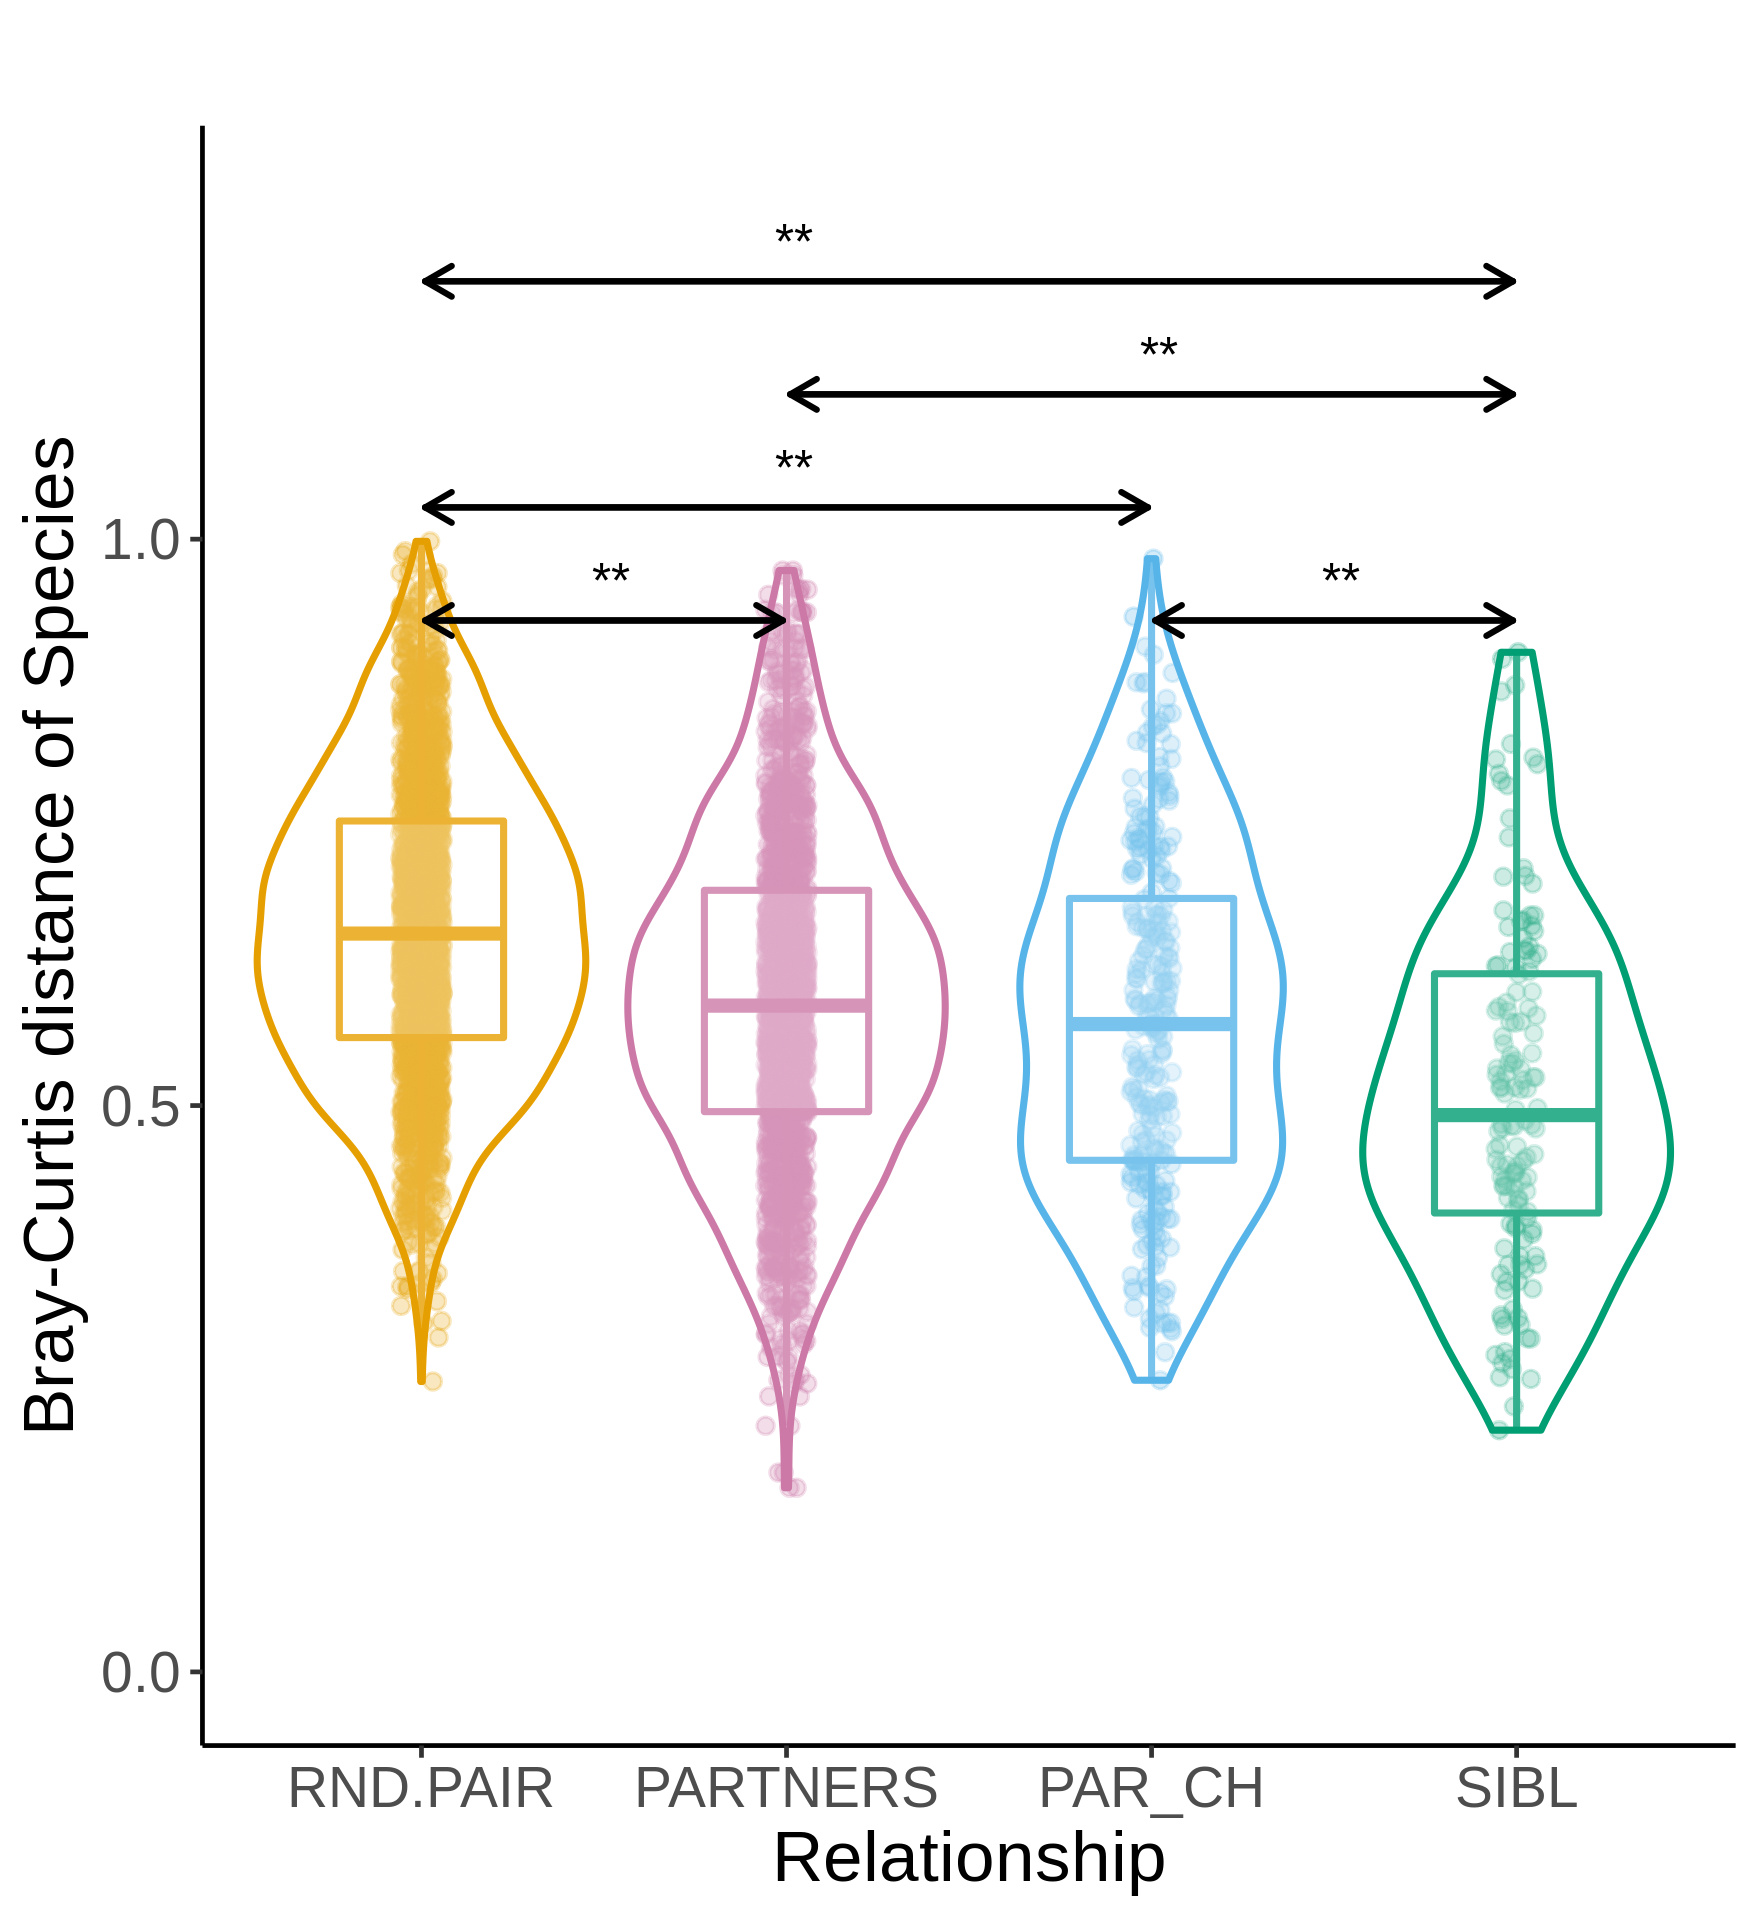 **
**
**
** **
Bray-Curtis distance of Species
1.0
0.5
0.0
RND.PAIR PARTNERS PAR_CH SIBL
Relationship